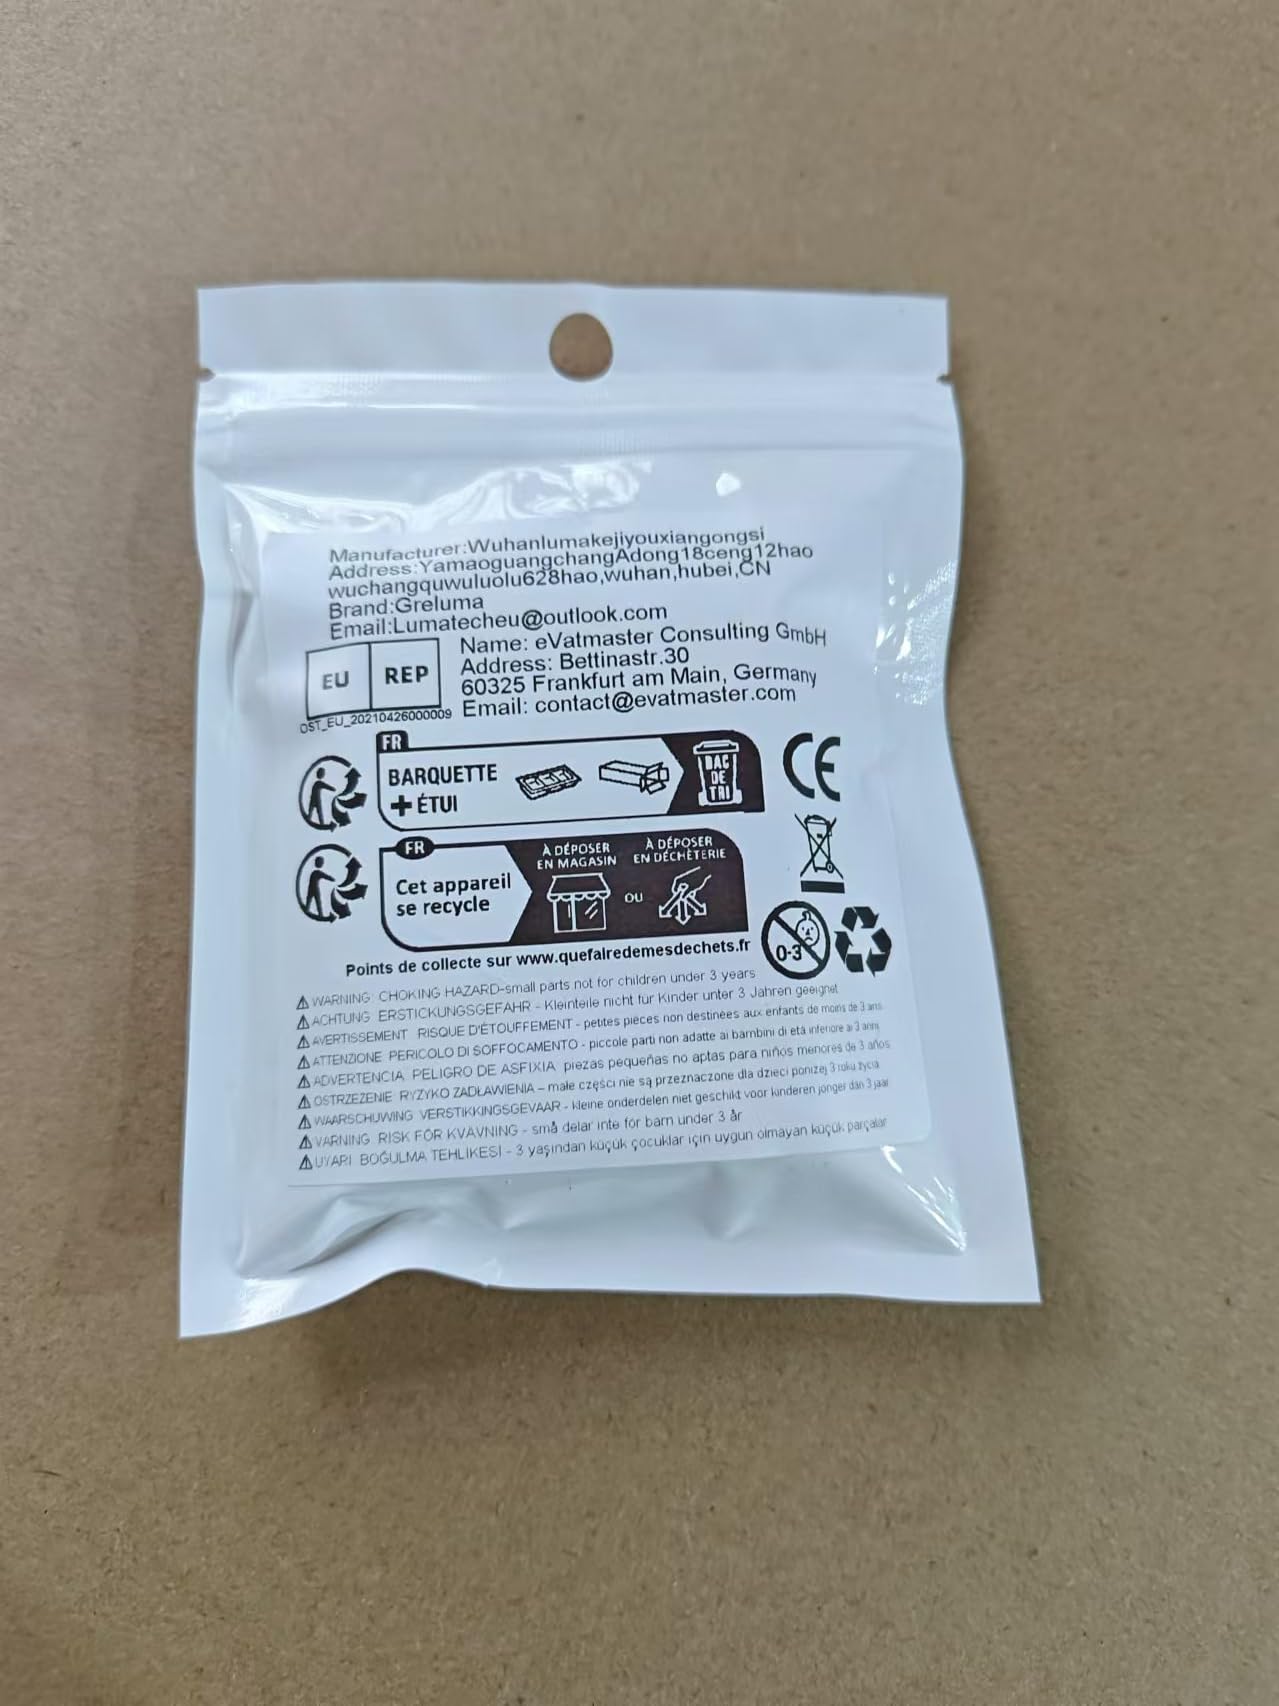 Manufacturer:Wuhanlumakejiyouxiangongsi
Address:YamaoguangchangAdong18ceng12hao
wuchangquwuluolu628hao,wuhan,hubei,CN
Brand:Greluma
Email:Lumatecheu@outlook.com
EU REP
OST_EU_20210426000009
Name: eVatmaster Consulting GmbH
Address: Bettinastr.30
60325 Frankfurt am Main, Germany
Email: contact@evatmaster.com
FR
BARQUETTE
+ ÉTUI
BAC
DE
TRI
CE
FR
Cet appareil
se recycle
À DÉPOSER
EN MAGASIN
OU
À DÉPOSER
EN DÉCHÈTERIE
0-3
Points de collecte sur www.quefairedemesdechets.fr
WARNING CHOKING HAZARD-small parts not for children under 3 years
ACHTUNG ERSTICKUNGSGEFAHR - Kleinteile nicht für Kinder unter 3 Jahren geeignet
AVERTISSEMENT RISQUE D'ÉTOUFFEMENT - petites pièces non destinées aux enfants de moins de 3 ans
ATTENZIONE PERICOLO DI SOFFOCAMENTO - piccole parti non adatte ai bambini di età inferiore ai 3 anni
ADVERTENCIA PELIGRO DE ASFIXIA piezas pequeñas no aptas para niños menores de 3 años
OSTRZEŻENIE RYZYKO ZADŁAWIENIA – małe części nie są przeznaczone dla dzieci poniżej 3 roku życia
WAARSCHUWING VERSTIKKINGSGEVAAR - kleine onderdelen niet geschikt voor kinderen jonger dan 3 jaar
VARNING RISK FÖR KVÄVNING - små delar inte för barn under 3 år
UYARI BOĞULMA TEHLİKESİ - 3 yaşından küçük çocuklar için uygun olmayan küçük parçalar